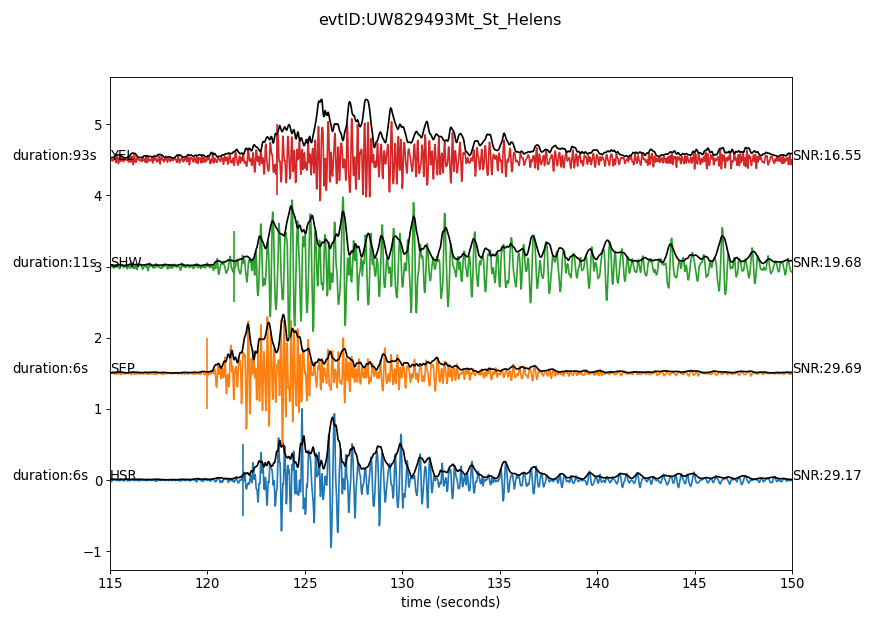 evtID:UW829493Mt_St_Helens
5
duration:93s YEL SNR:16.55
4
duration:11s 3 SHW SNR:19.68
2
duration:6s SEP SNR:29.69
1
duration:6s 0 HSR SNR:29.17
−1
115 120 125 130 135 140 145 150
time (seconds)